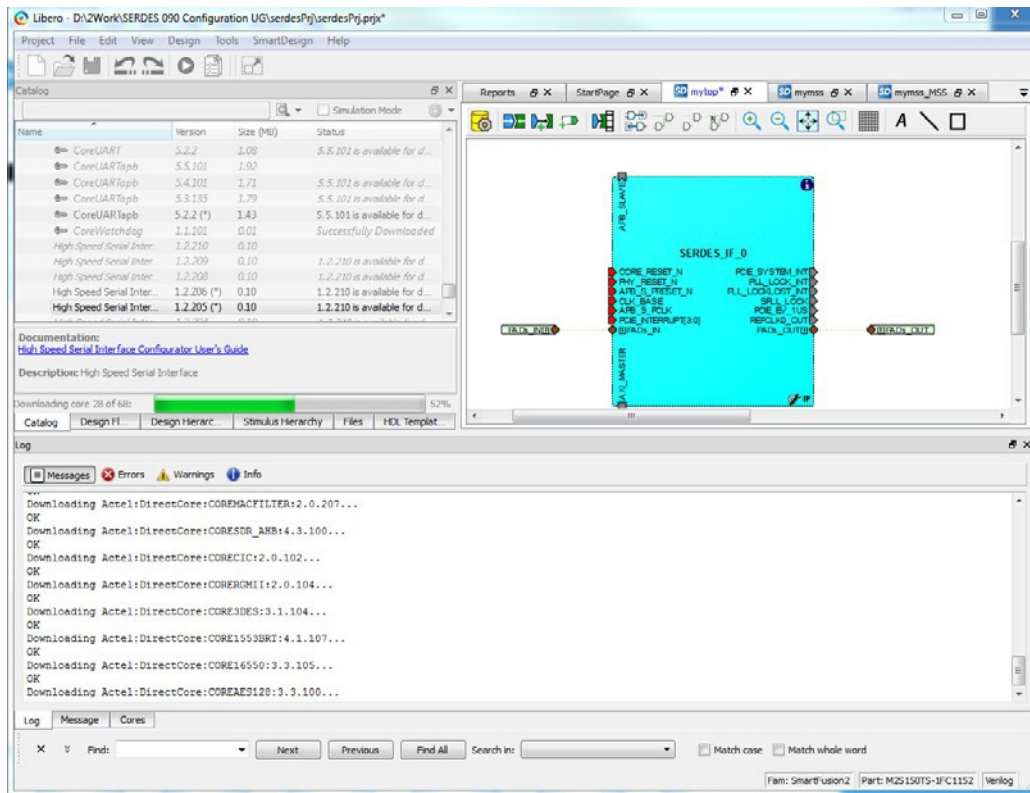 Libero - D:\2Work\SERDES 090 Configuration UG\serdesPrj\serdesPrj.prjx*
Project File Edit View Design Tools SmartDesign Help
Catalog
Simulation Mode
Name Version Size (MB) Status
CoreUART 5.2.2 1.08 5.5.101 is available for d...
CoreUARTapb 5.5.101 1.92
CoreUARTapb 5.4.101 1.71 5.5.101 is available for d...
CoreUARTapb 5.3.135 1.79 5.5.101 is available for d...
CoreUARTapb 5.2.2 (*) 1.43 5.5.101 is available for d...
CoreWatchdog 1.1.101 0.01 Successfully Downloaded
High Speed Serial Inter... 1.2.210 0.10
High Speed Serial Inter... 1.2.209 0.10 1.2.210 is available for d...
High Speed Serial Inter... 1.2.208 0.10 1.2.210 is available for d...
High Speed Serial Inter... 1.2.206 (*) 0.10 1.2.210 is available for d...
High Speed Serial Inter... 1.2.205 (*) 0.10 1.2.210 is available for d...
Documentation:
High Speed Serial Interface Configurator User's Guide
Description: High Speed Serial Interface
Downloading core 28 of 68: 52%
Catalog Design Fl... Design Hierarc... Stimulus Hierarchy Files HDL Templat...
Reports StartPage mytop* mymss mymss_MSS
A
APB_SLAVE
SERDES_IF_0
CORE_RESET_N PCIE_SYSTEM_INT
PHY_RESET_N PLL_LOCK_INT
APB_S_PRESET_N PLL_LOCKLOST_INT
CLK_BASE SPLL_LOCK
APB_S_PCLK PCIE_EV_1US
PCIE_INTERRUPT[3:0] REFCLK0_OUT
PADs_IN PADs_IN PADs_OUT PADs_OUT
AXI_MASTER
IF
Log
Messages Errors Warnings Info
OK
Downloading Actel:DirectCore:COREMACFILTER:2.0.207...
OK
Downloading Actel:DirectCore:CORESDR_AHB:4.3.100...
OK
Downloading Actel:DirectCore:CORECIC:2.0.102...
OK
Downloading Actel:DirectCore:CORERGMII:2.0.104...
OK
Downloading Actel:DirectCore:CORE3DES:3.1.104...
OK
Downloading Actel:DirectCore:CORE1553BRT:4.1.107...
OK
Downloading Actel:DirectCore:CORE16550:3.3.105...
OK
Downloading Actel:DirectCore:COREAES128:3.3.100...
Log Message Cores
Find: Next Previous Find All Search in: Match case Match whole word
Fam: SmartFusion2 Part: M2S150TS-1FC1152 Verilog